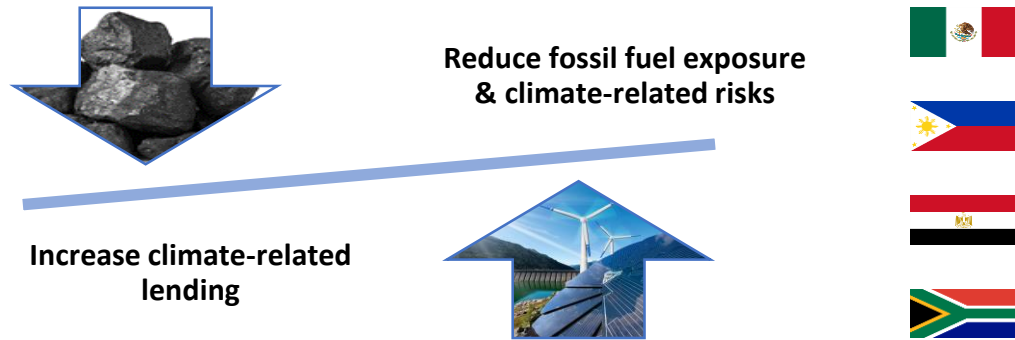 Reduce fossil fuel exposure
& climate-related risks
Increase climate-related
lending